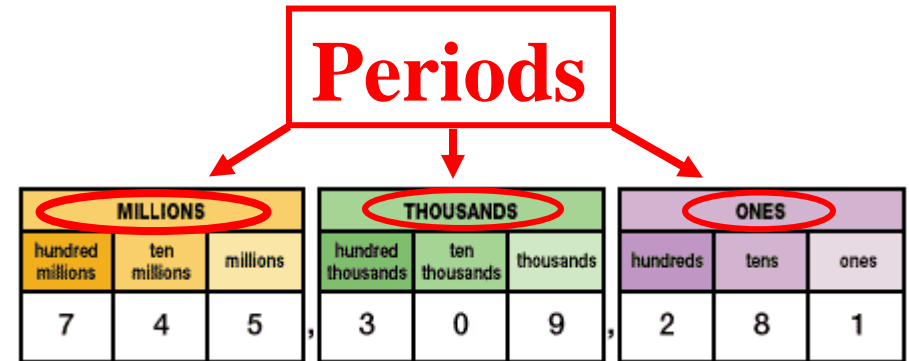 Periods
MILLIONS THOUSANDS ONES
hundred millions ten millions millions hundred thousands ten thousands thousands hundreds tens ones
7 4 5 , 3 0 9 , 2 8 1